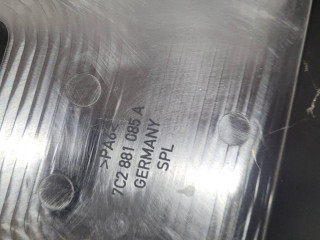 >PA6<
7C2 881 085 A
GERMANY
SPL